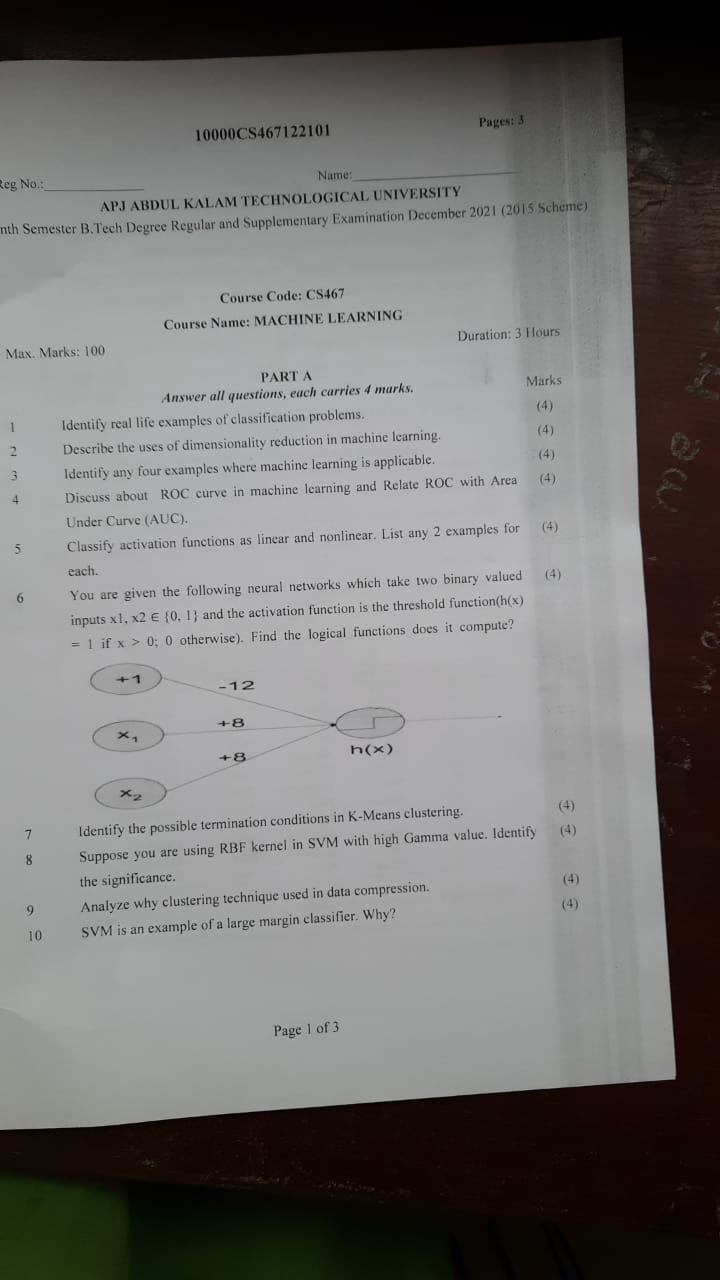 10000CS467122101
Pages: 3
Reg No.:
Name:
APJ ABDUL KALAM TECHNOLOGICAL UNIVERSITY
nth Semester B.Tech Degree Regular and Supplementary Examination December 2021 (2015 Scheme)
Course Code: CS467
Course Name: MACHINE LEARNING
Max. Marks: 100
Duration: 3 Hours
PART A
Answer all questions, each carries 4 marks.
Marks
1 Identify real life examples of classification problems. (4)
2 Describe the uses of dimensionality reduction in machine learning. (4)
3 Identify any four examples where machine learning is applicable. (4)
4 Discuss about ROC curve in machine learning and Relate ROC with Area (4)
Under Curve (AUC).
5 Classify activation functions as linear and nonlinear. List any 2 examples for (4)
each.
6 You are given the following neural networks which take two binary valued (4)
inputs x1, x2 ∈ {0, 1} and the activation function is the threshold function(h(x)
= 1 if x > 0; 0 otherwise). Find the logical functions does it compute?
+1
-12
x₁
+8
+8
h(x)
x₂
7 Identify the possible termination conditions in K-Means clustering. (4)
8 Suppose you are using RBF kernel in SVM with high Gamma value. Identify (4)
the significance.
9 Analyze why clustering technique used in data compression. (4)
10 SVM is an example of a large margin classifier. Why? (4)
Page 1 of 3